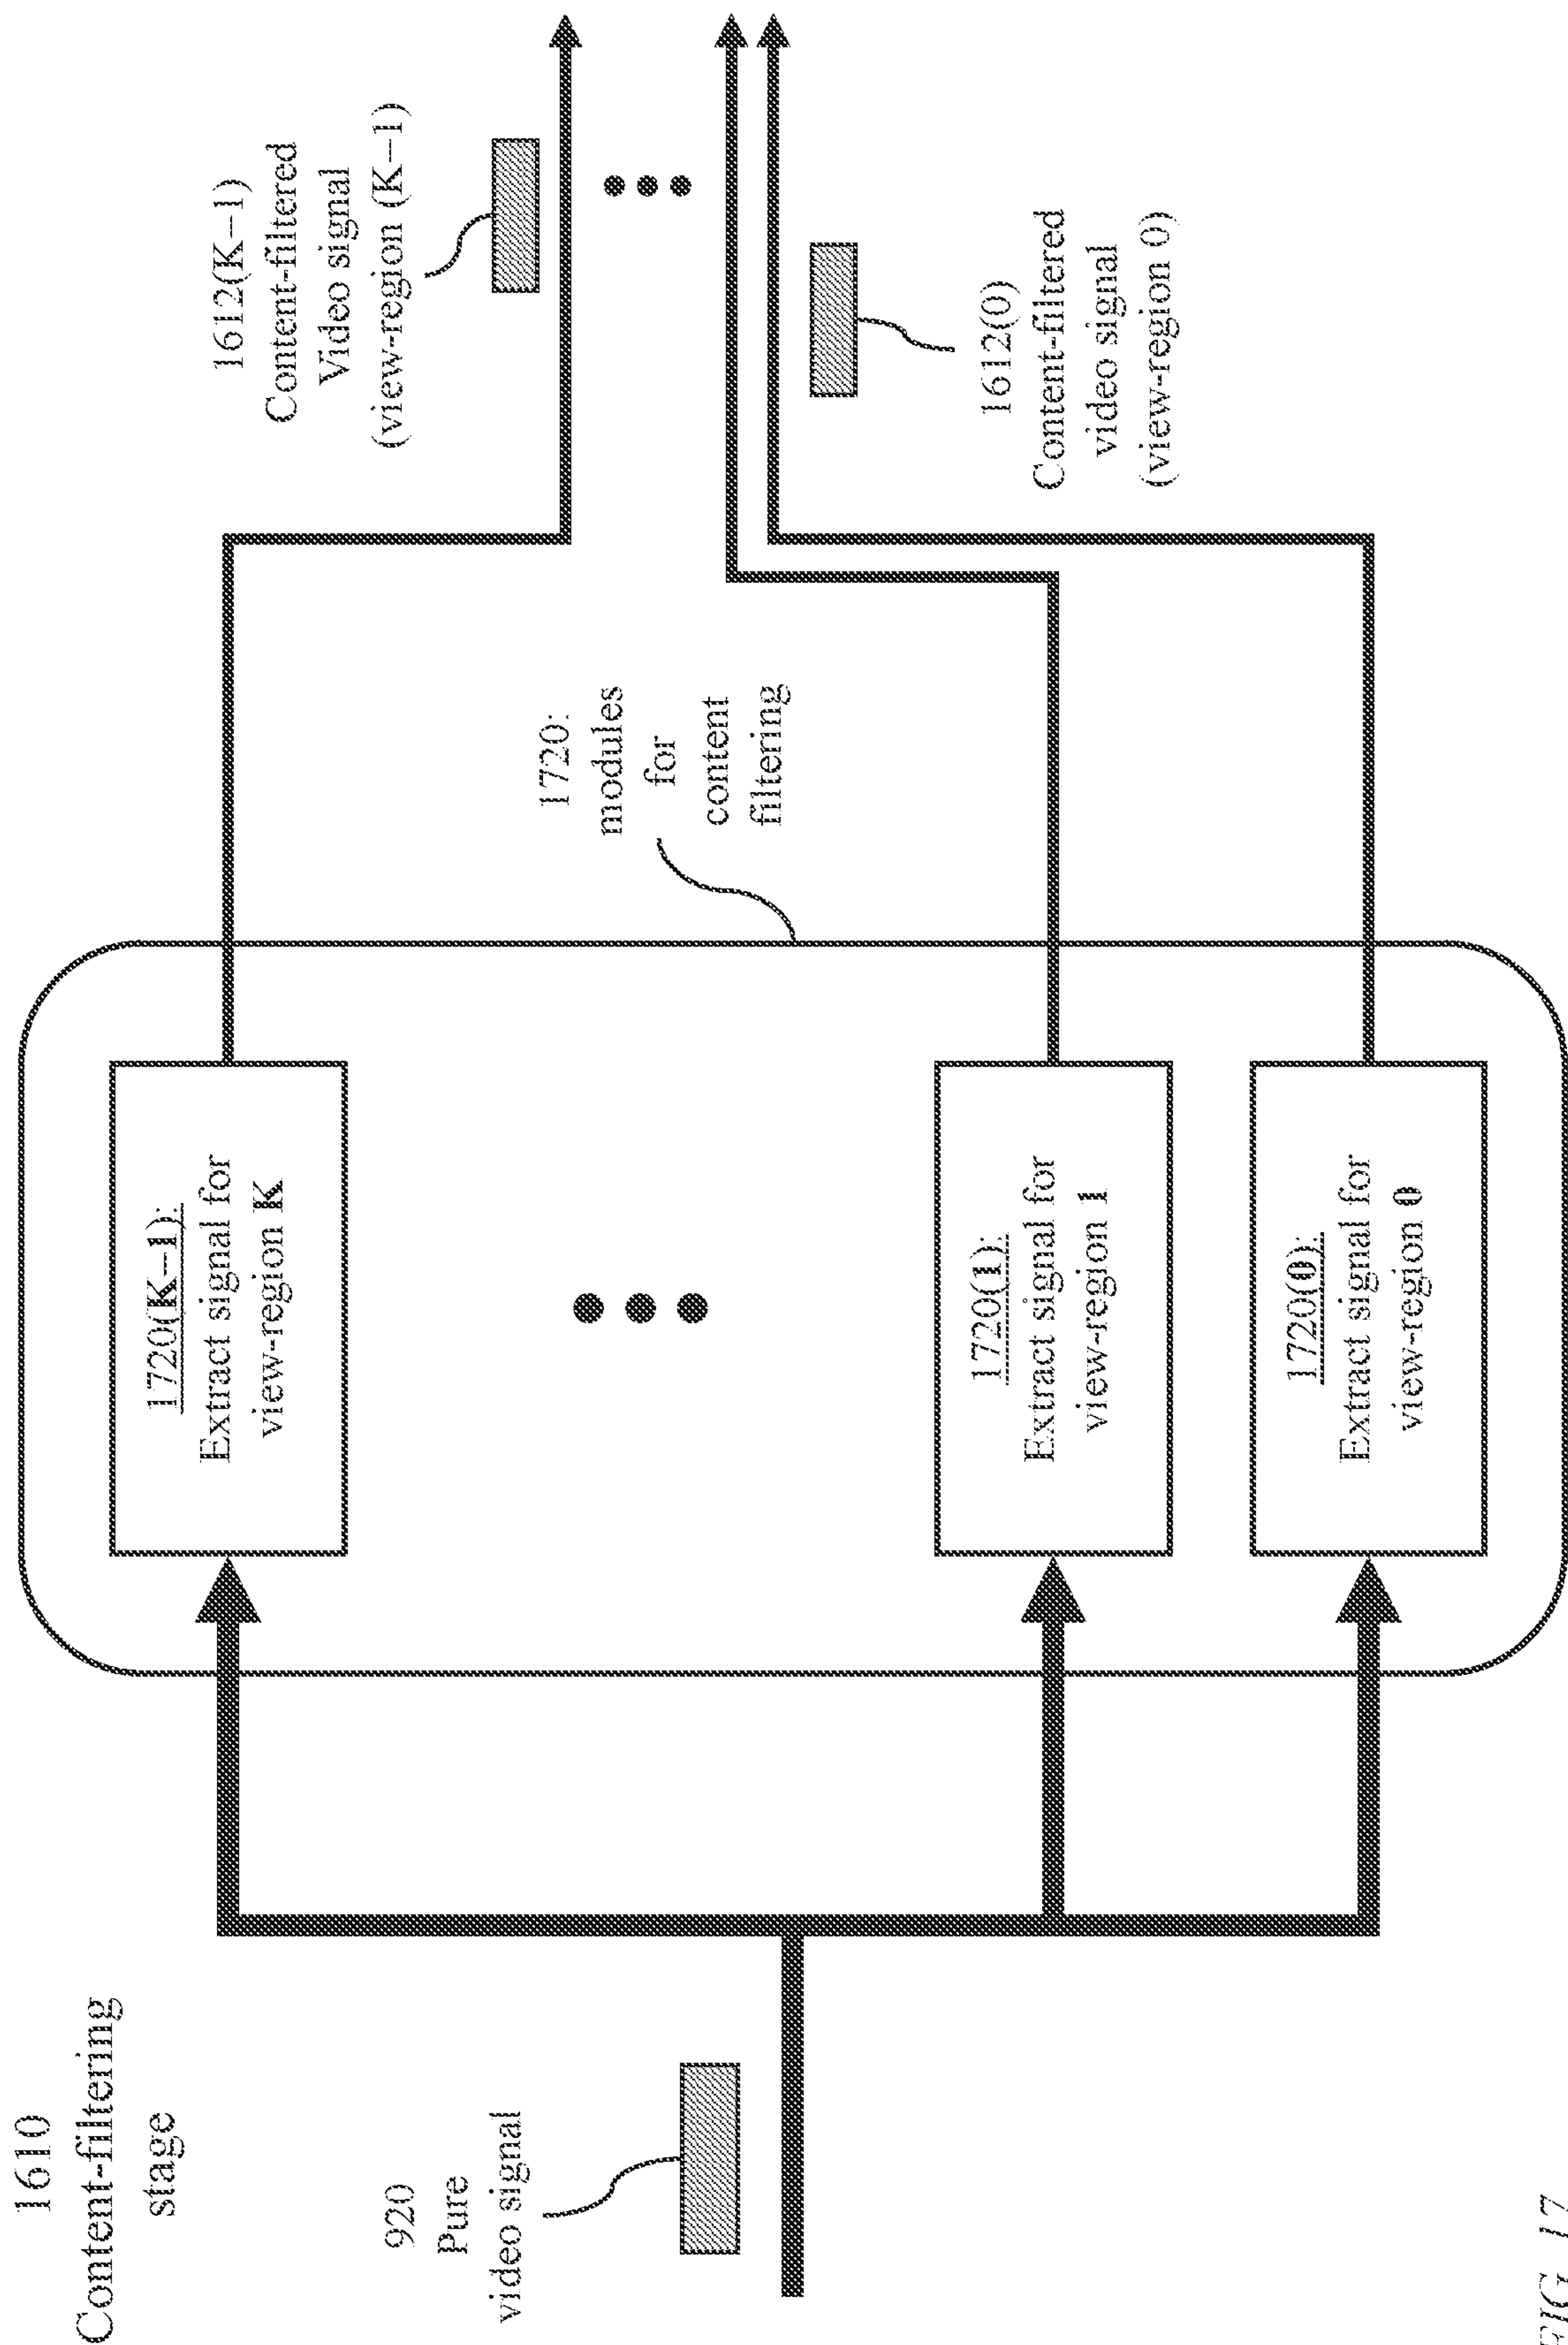 1610
Content-filtering
stage
920
Pure
video signal
1720(K−1):
Extract signal for
view-region K
1720(1):
Extract signal for
view-region 1
1720(0):
Extract signal for
view-region 0
1720:
modules
for
content
filtering
1612(K−1)
Content-filtered
Video signal
(view-region (K−1)
1612(0)
Content-filtered
video signal
(view-region 0)
FIG. 17